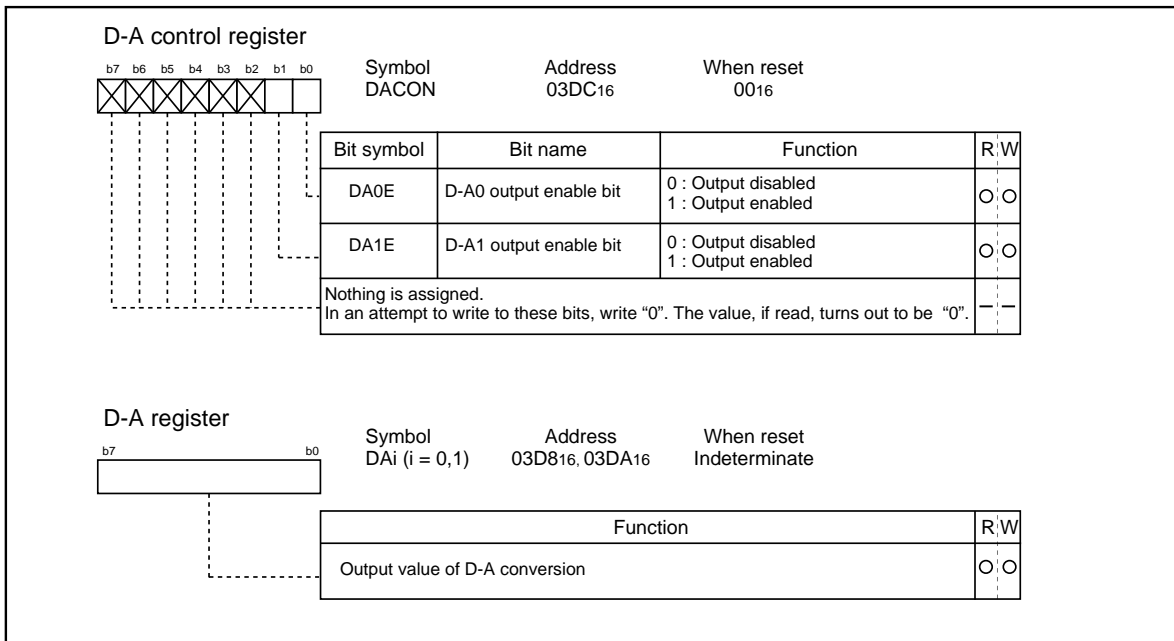 D-A control register
b7 b6 b5 b4 b3 b2 b1 b0
Symbol Address When reset
DACON 03DC16 0016
Bit symbol Bit name Function R W
DA0E D-A0 output enable bit 0 : Output disabled
1 : Output enabled
DA1E D-A1 output enable bit 0 : Output disabled
1 : Output enabled
Nothing is assigned.
In an attempt to write to these bits, write “0”. The value, if read, turns out to be “0”.
D-A register
b7 b0
Symbol Address When reset
DAi (i = 0,1) 03D816, 03DA16 Indeterminate
Function R W
Output value of D-A conversion